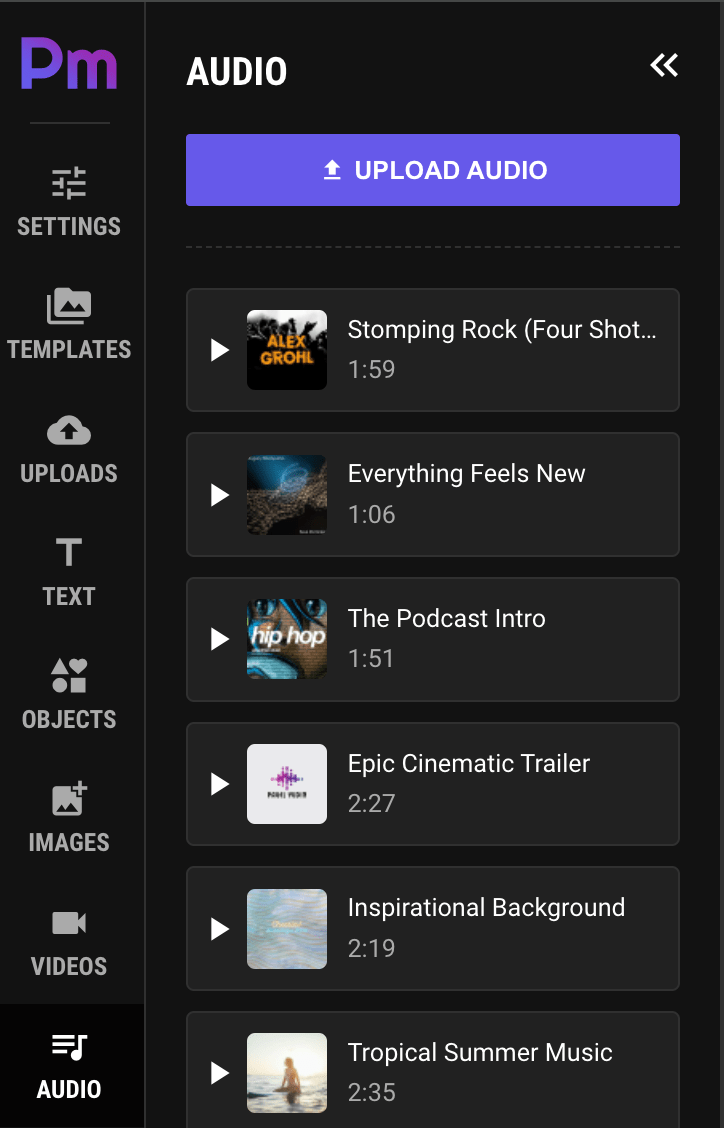 Pm
SETTINGS
TEMPLATES
UPLOADS
TEXT
OBJECTS
IMAGES
VIDEOS
AUDIO
AUDIO
UPLOAD AUDIO
ALEX
GROHL
Stomping Rock (Four Shot...
1:59
Everything Feels New
1:06
hip hop
The Podcast Intro
1:51
Epic Cinematic Trailer
2:27
Inspirational Background
2:19
Tropical Summer Music
2:35